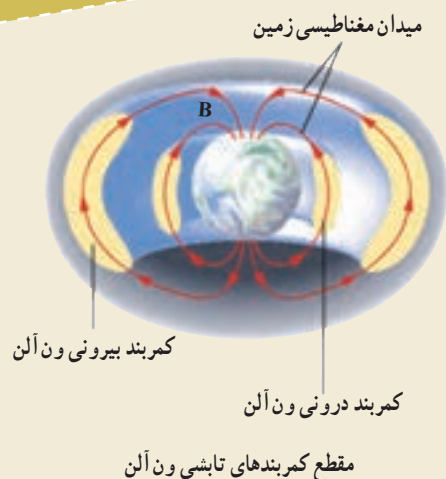 میدان مغناطیسی زمین
B
کمربند بیرونی ون آلن
کمربند درونی ون آلن
مقطع کمربندهای تابشی ون آلن